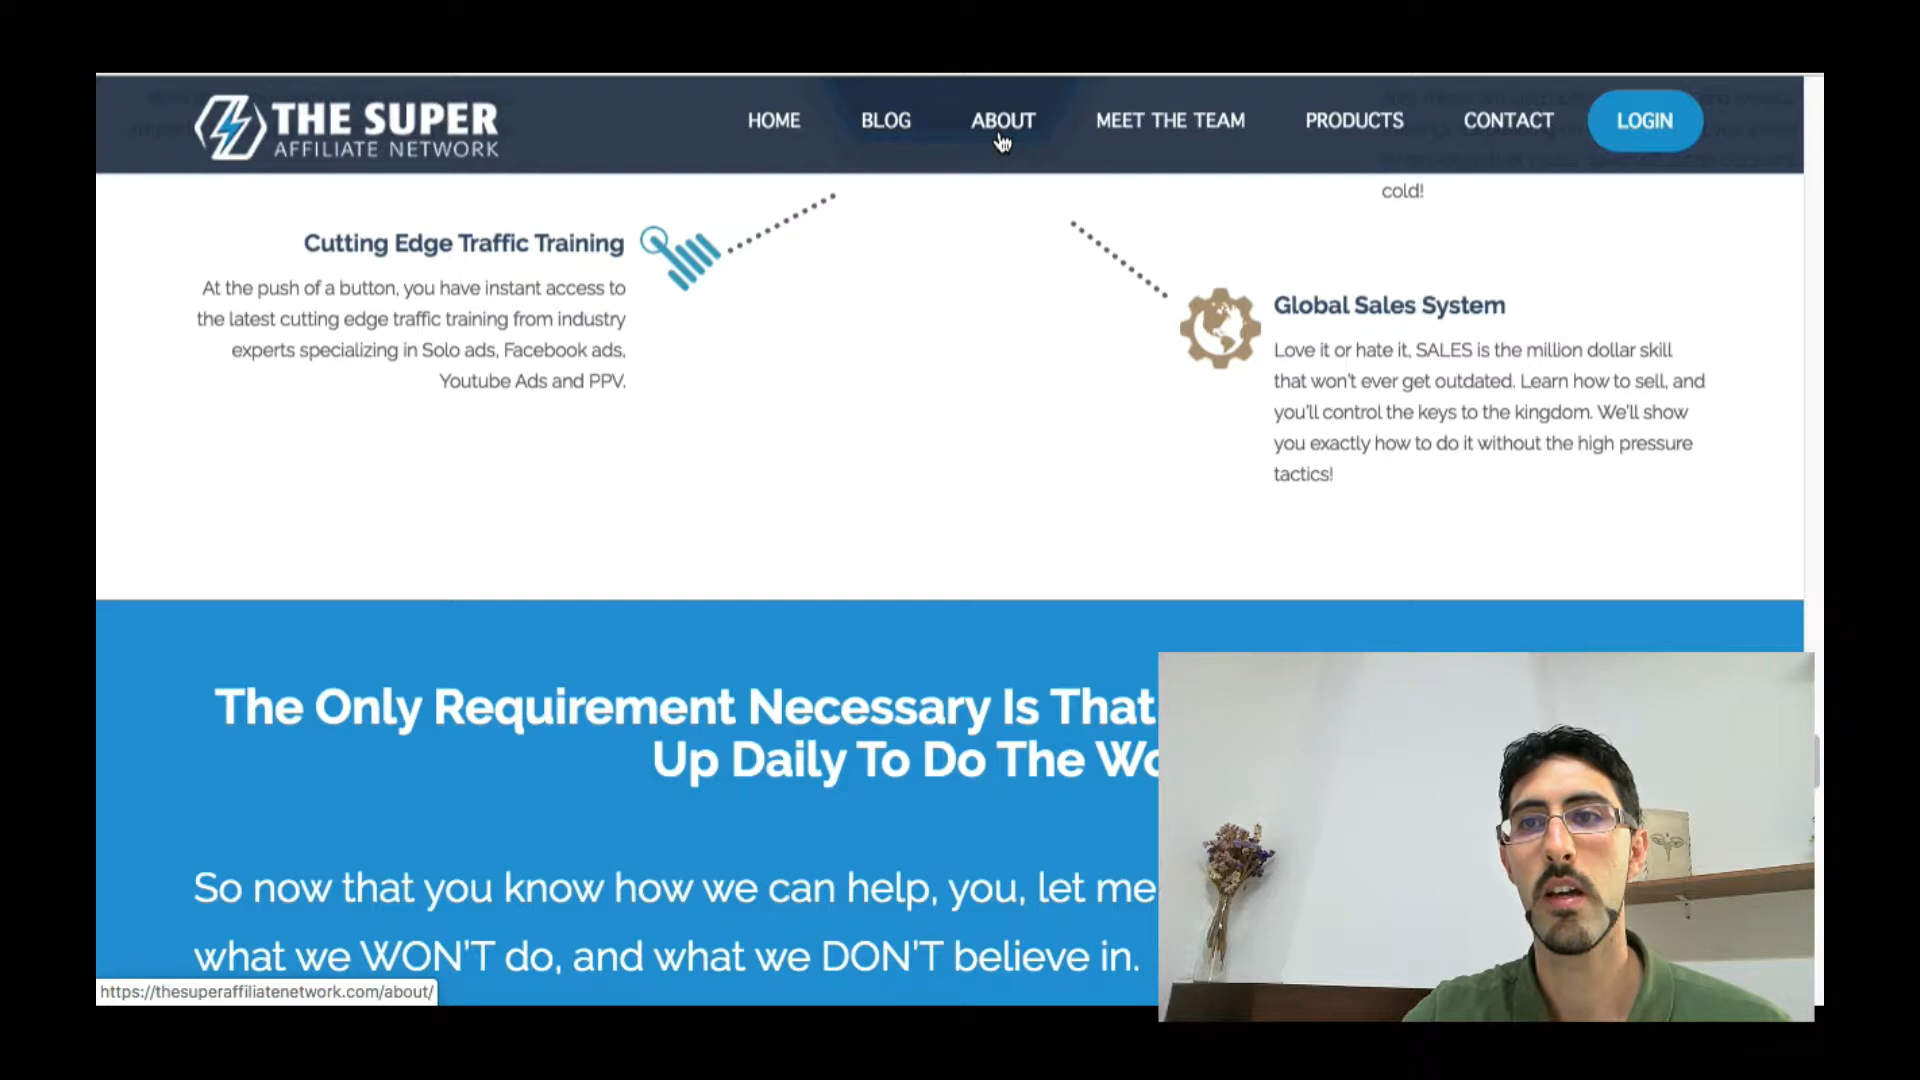 THE SUPER
AFFILIATE NETWORK
HOME
BLOG
ABOUT
MEET THE TEAM
PRODUCTS
CONTACT
LOGIN
cold!
Cutting Edge Traffic Training
At the push of a button, you have instant access to
the latest cutting edge traffic training from industry
experts specializing in Solo ads, Facebook ads,
Youtube Ads and PPV.
Global Sales System
Love it or hate it, SALES is the million dollar skill
that won't ever get outdated. Learn how to sell, and
you'll control the keys to the kingdom. We'll show
you exactly how to do it without the high pressure
tactics!
The Only Requirement Necessary Is That
Up Daily To Do The
So now that you know how we can help, you, let me
what we WON'T do, and what we DON'T believe in.
https://thesuperaffiliatenetwork.com/about/